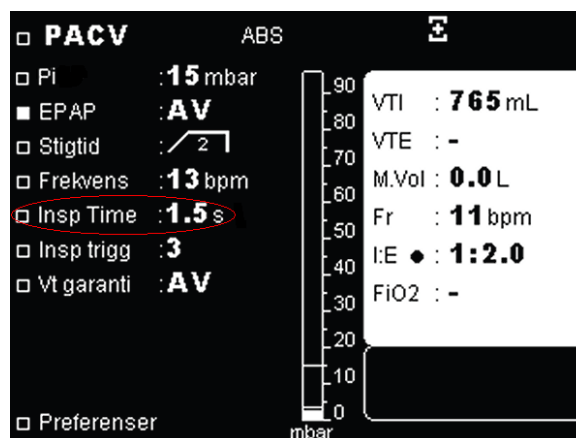 PACV ABS
Pi :15 mbar
EPAP :AV
Stigtid : 2
Frekvens :13 bpm
Insp Time :1.5 s
Insp trigg :3
Vt garanti :AV
Preferenser
90
80
70
60
50
40
30
20
10
0
mbar
VTI : 765 mL
VTE : -
M.Vol : 0.0 L
Fr : 11 bpm
I:E ● : 1:2.0
FiO2 : -